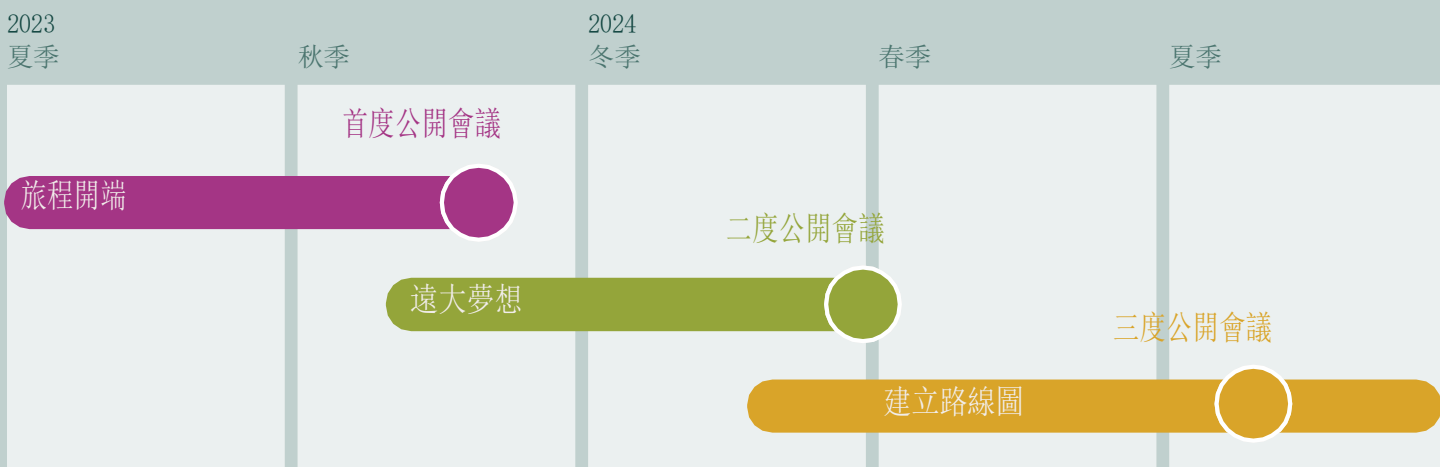 2023
夏季
秋季
2024
冬季
春季
夏季
首度公開會議
旅程開端
二度公開會議
遠大夢想
三度公開會議
建立路線圖